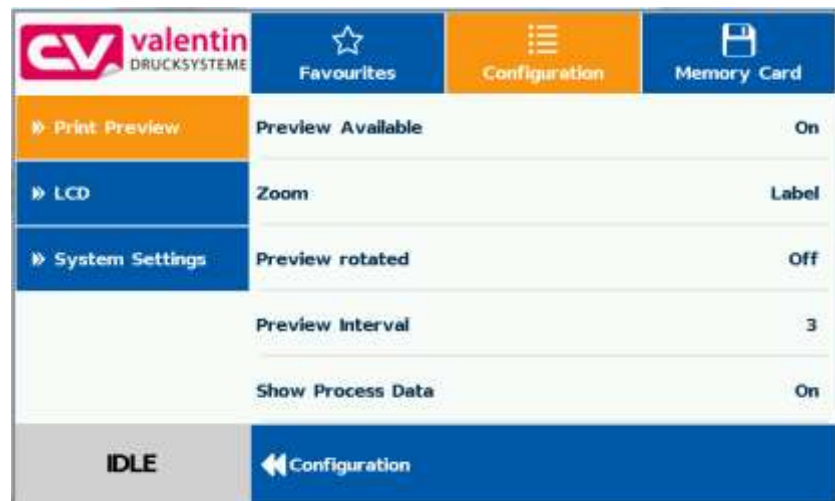 CV valentin
DRUCKSYSTEME
Favourites
Configuration
Memory Card
Print Preview
Preview Available On
LCD
Zoom Label
System Settings
Preview rotated Off
Preview Interval 3
Show Process Data On
IDLE
Configuration